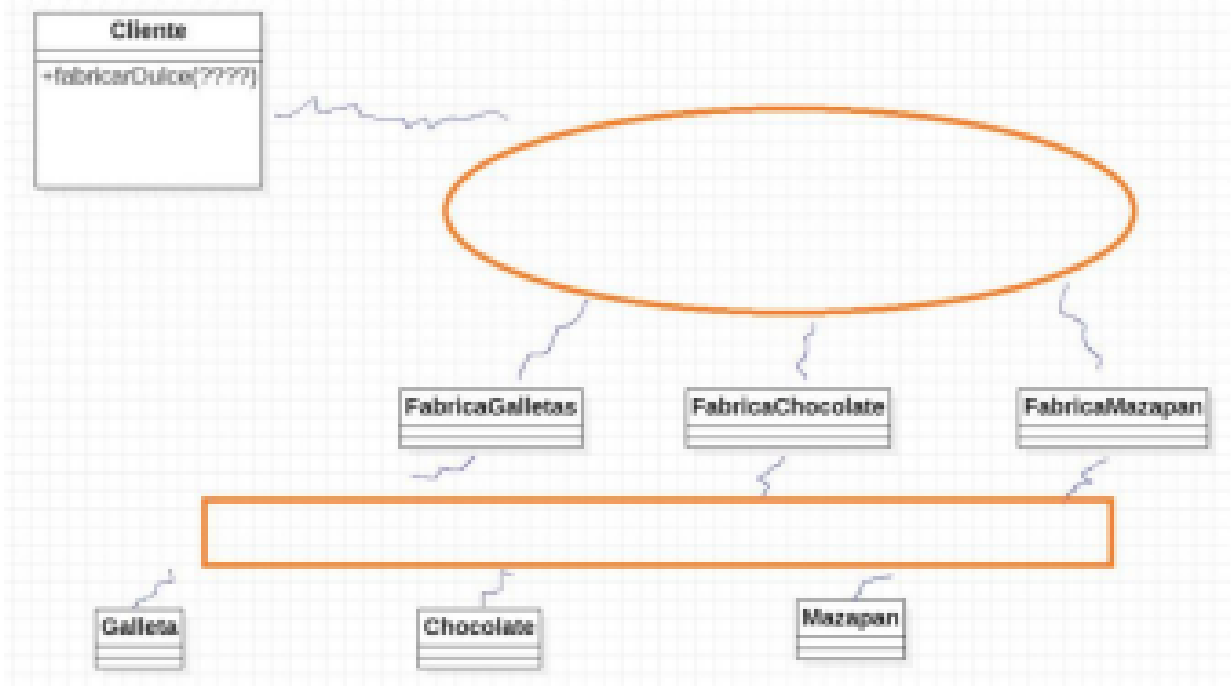 Cliente
+fabricarDulce(????)
FabricaGalletas
FabricaChocolate
FabricaMazapan
Galleta
Chocolate
Mazapan